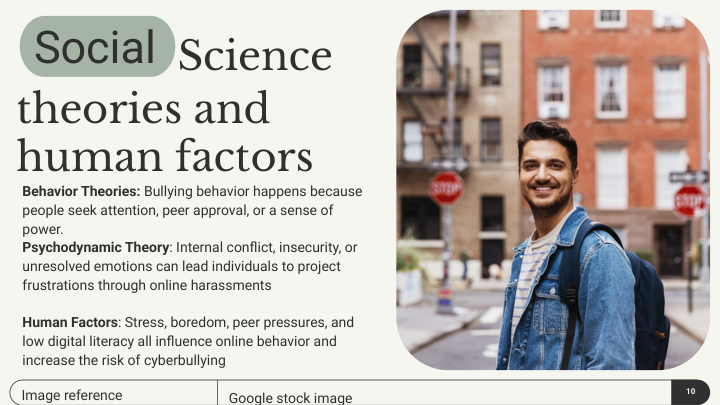 Social Science
theories and
human factors
Behavior Theories: Bullying behavior happens because
people seek attention, peer approval, or a sense of
power.
Psychodynamic Theory: Internal conflict, insecurity, or
unresolved emotions can lead individuals to project
frustrations through online harassments
Human Factors: Stress, boredom, peer pressures, and
low digital literacy all influence online behavior and
increase the risk of cyberbullying
STOP
STOP
Image reference
Google stock image
10